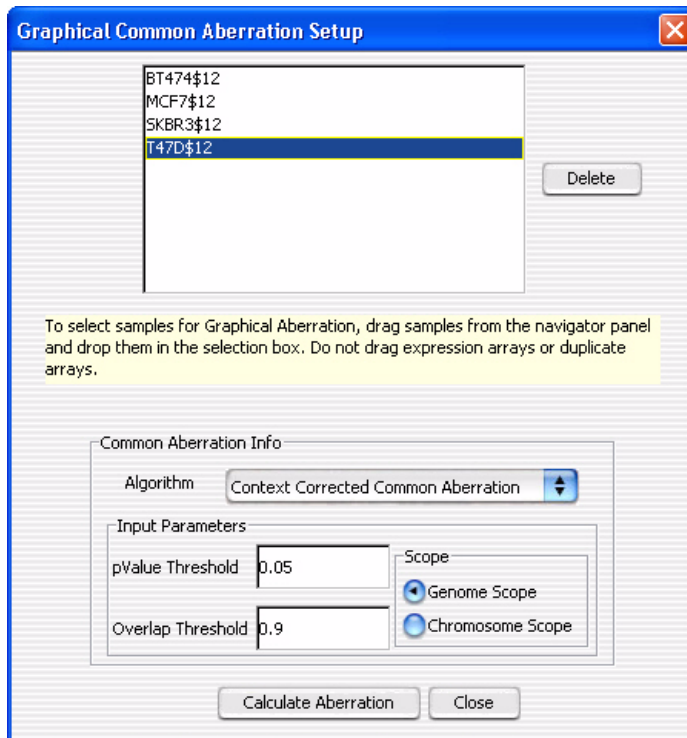 Graphical Common Aberration Setup
BT474$12
MCF7$12
SKBR3$12
T47D$12
Delete
To select samples for Graphical Aberration, drag samples from the navigator panel
and drop them in the selection box. Do not drag expression arrays or duplicate
arrays.
Common Aberration Info
Algorithm Context Corrected Common Aberration
Input Parameters
pValue Threshold 0.05
Overlap Threshold 0.9
Scope
Genome Scope
Chromosome Scope
Calculate Aberration Close